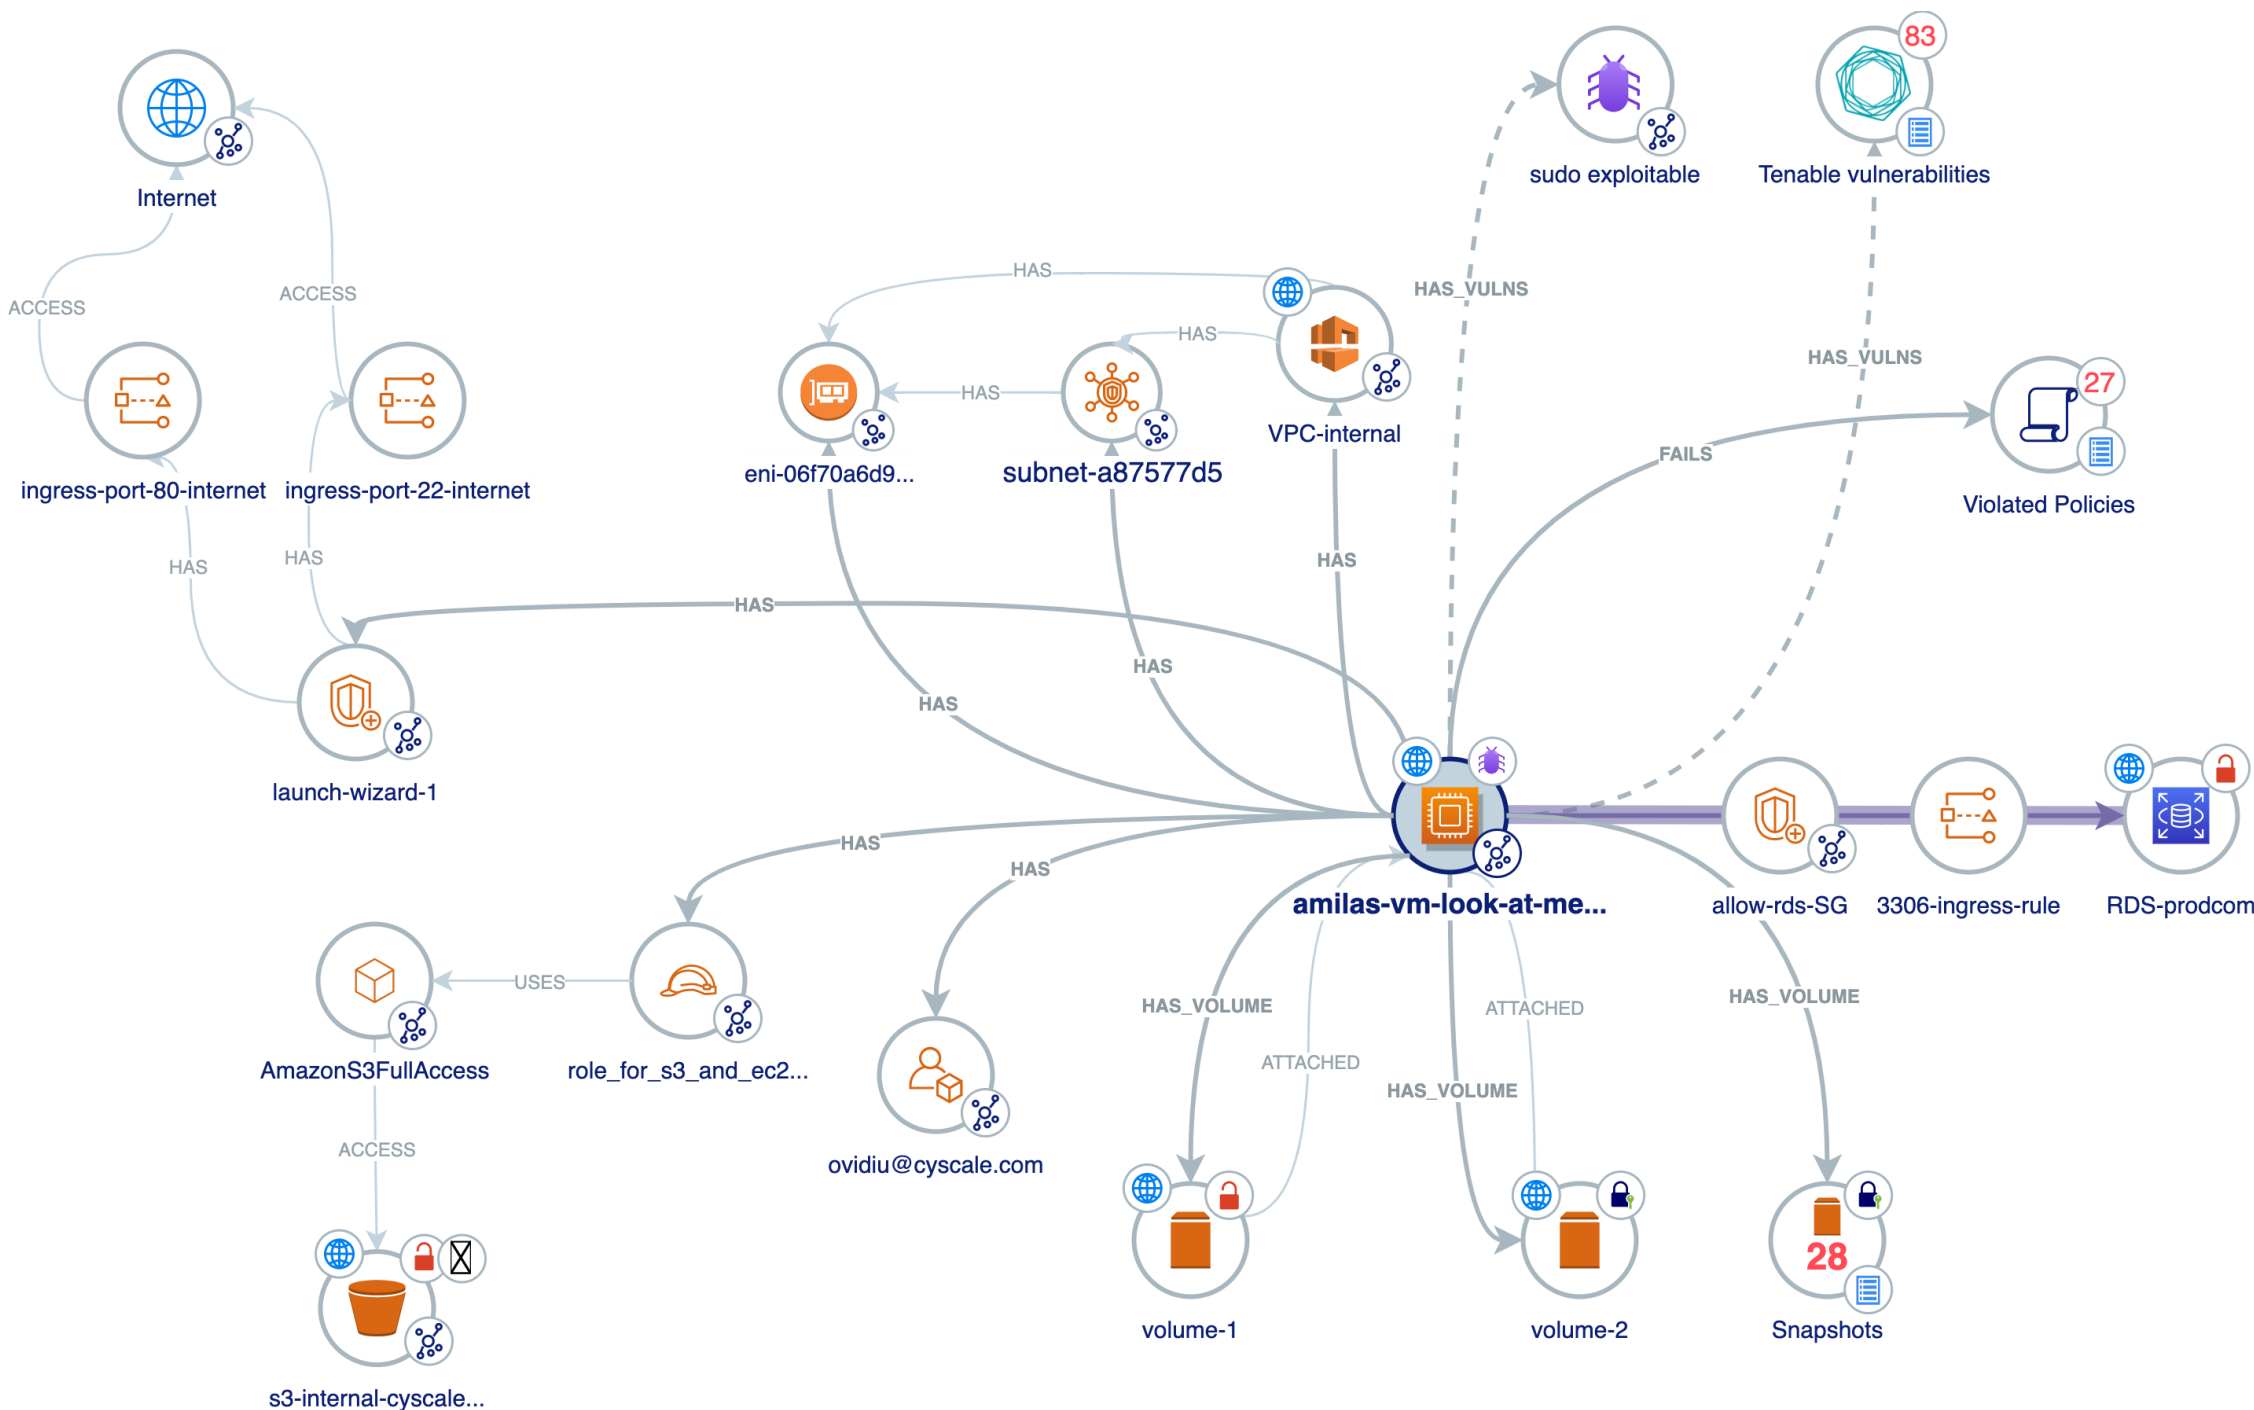 83
Internet
sudo exploitable
Tenable vulnerabilities
HAS
ACCESS
ACCESS
HAS_VULNS
HAS
HAS_VULNS
27
HAS
VPC-internal
FAILS
eni-06f70a6d9...
subnet-a87577d5
ingress-port-80-internet
ingress-port-22-internet
Violated Policies
HAS
HAS
HAS
HAS
HAS
HAS
launch-wizard-1
HAS
HAS
amilas-vm-look-at-me...
allow-rds-SG
3306-ingress-rule
RDS-prodcom
USES
HAS_VOLUME
ATTACHED
HAS_VOLUME
AmazonS3FullAccess
role_for_s3_and_ec2...
ATTACHED
HAS_VOLUME
ACCESS
ovidiu@cyscale.com
28
volume-1
volume-2
Snapshots
s3-internal-cyscale...